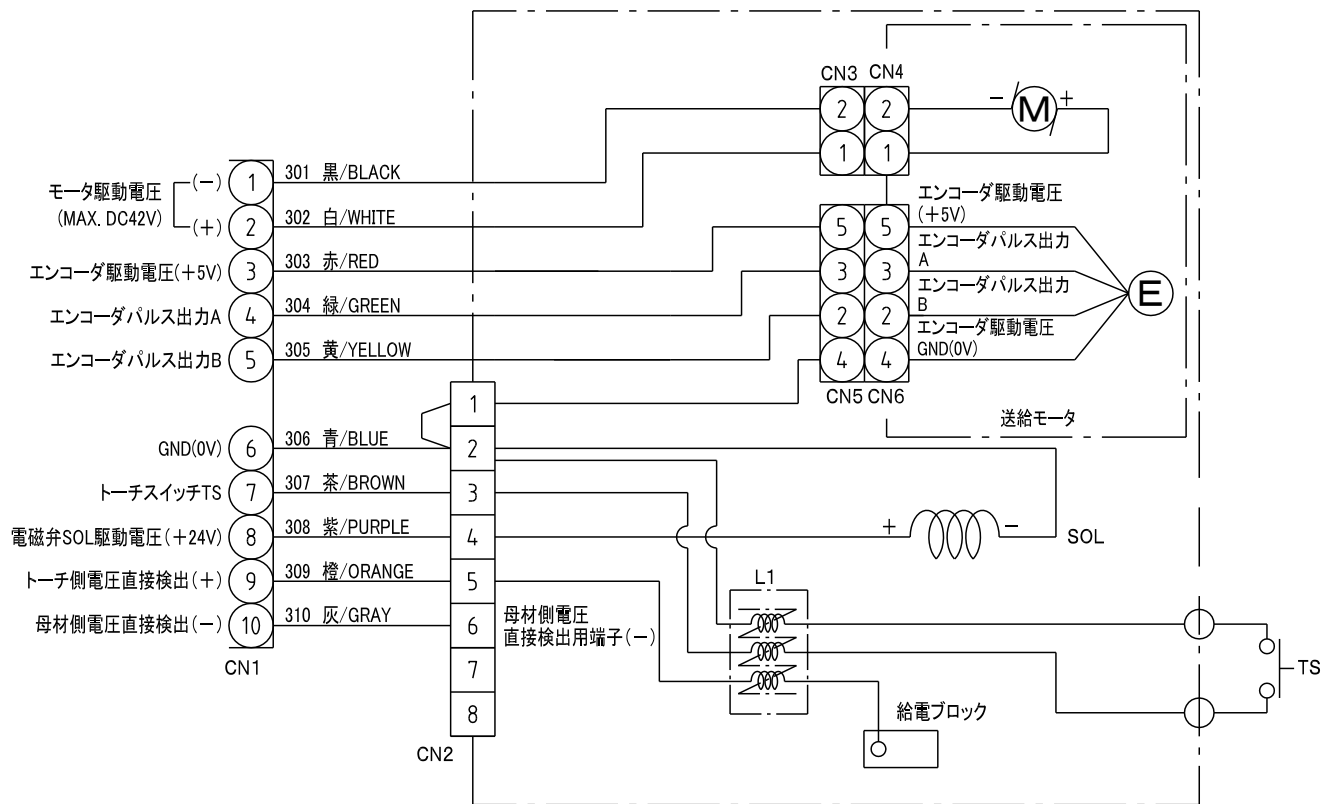 CN3 CN4
2 2
－ M ＋
1 1
モータ駆動電圧
(MAX. DC42V)
(－) 1 301 黒/BLACK
(＋) 2 302 白/WHITE
エンコーダ駆動電圧(＋5V) 3 303 赤/RED
エンコーダパルス出力A 4 304 緑/GREEN
エンコーダパルス出力B 5 305 黄/YELLOW
GND(0V) 6 306 青/BLUE
トーチスイッチTS 7 307 茶/BROWN
電磁弁SOL駆動電圧(＋24V) 8 308 紫/PURPLE
トーチ側電圧直接検出(＋) 9 309 橙/ORANGE
母材側電圧直接検出(－) 10 310 灰/GRAY
CN1
5 5
3 3
2 2
4 4
CN5 CN6
エンコーダ駆動電圧
(＋5V)
エンコーダパルス出力
A
エンコーダパルス出力
B
エンコーダ駆動電圧
GND(0V)
E
送給モータ
1
2
3
4
5
6
7
8
CN2
母材側電圧
直接検出用端子(－)
＋ － SOL
L1
給電ブロック
TS